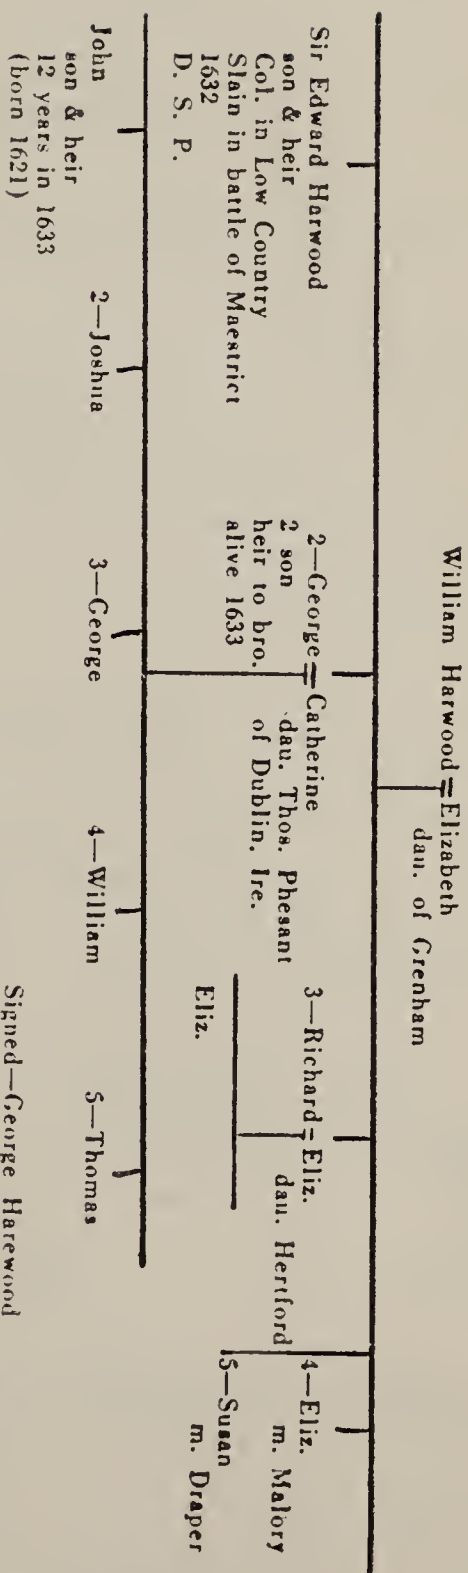 William Harwood=Elizabeth
dau. of Grenham
Sir Edward Harwood
son & heir
Col. in Low Country
Slain in battle of Maestrict
1632
D. S. P.
2—George=Catherine
2 son
heir to bro.
alive 1633
dau. Thos. Phesant
of Dublin, Ire.
3—Richard=Eliz.
dau. Hertford
Eliz.
4—Eliz.
m. Malory
5—Susan
m. Draper
John
son & heir
12 years in 1633
(born 1621)
2—Joshua
3—George
4—William
5—Thomas
Signed—George Harewood